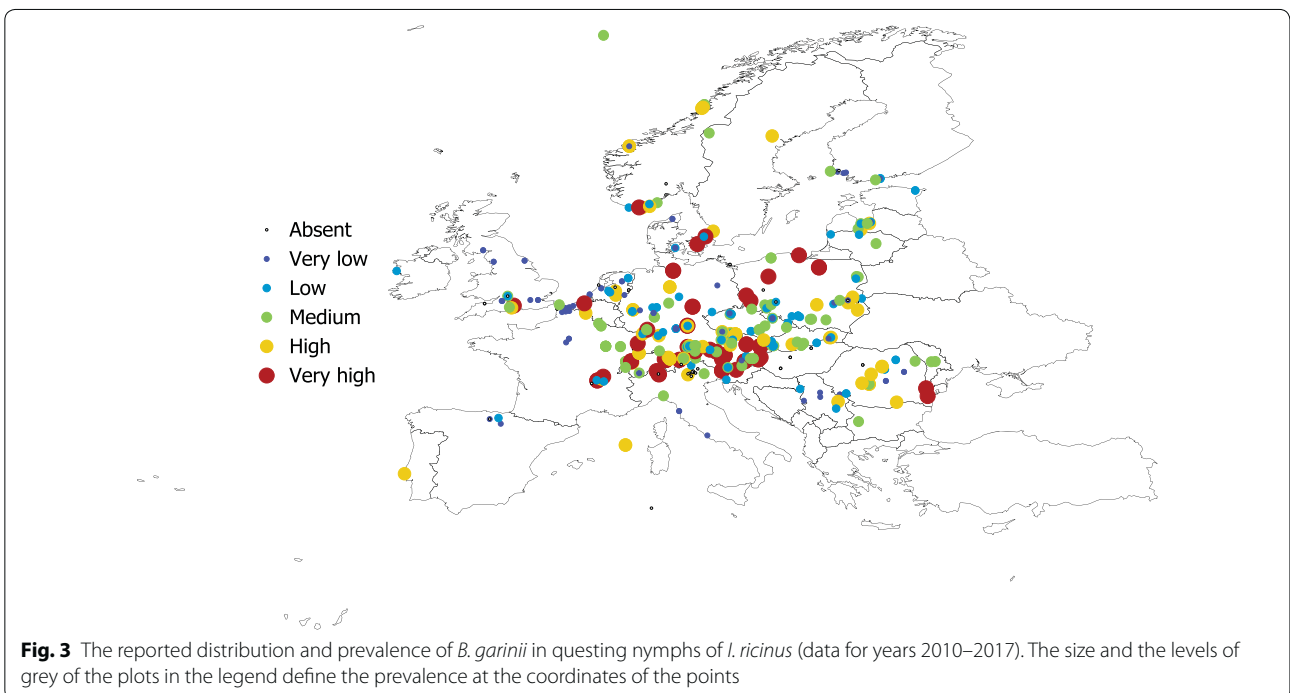 Absent
Very low
Low
Medium
High
Very high
Fig. 3 The reported distribution and prevalence of B. garinii in questing nymphs of I. ricinus (data for years 2010–2017). The size and the levels of
grey of the plots in the legend define the prevalence at the coordinates of the points